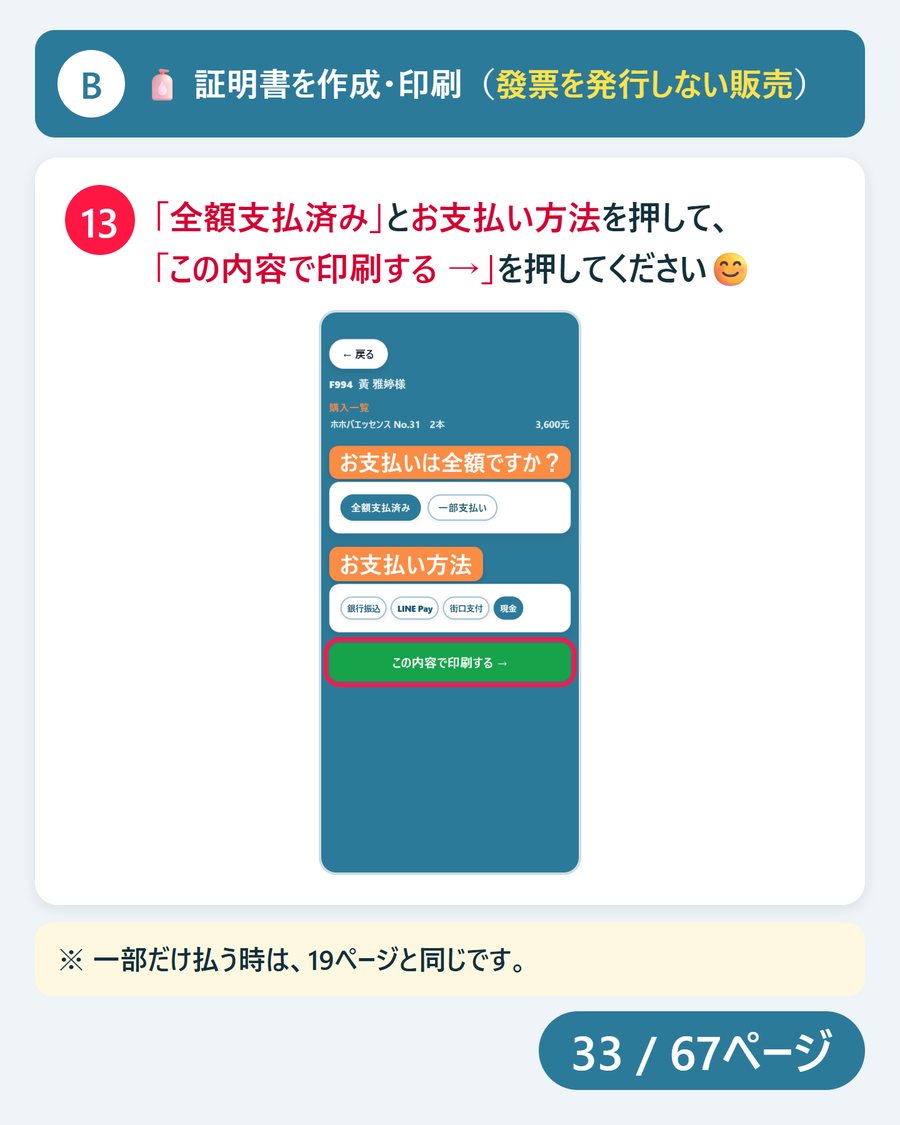 B 証明書を作成・印刷（發票を発行しない販売）
13 「全額支払済み」とお支払い方法を押して、
「この内容で印刷する →」を押してください😊
← 戻る
F994 黃 雅婷様
購入一覧
ホホバエッセンス No.31 2本 3,600元
お支払いは全額ですか？
全額支払済み 一部支払い
お支払い方法
銀行振込 LINE Pay 街口支付 現金
この内容で印刷する →
※ 一部だけ払う時は、19ページと同じです。
33 / 67ページ